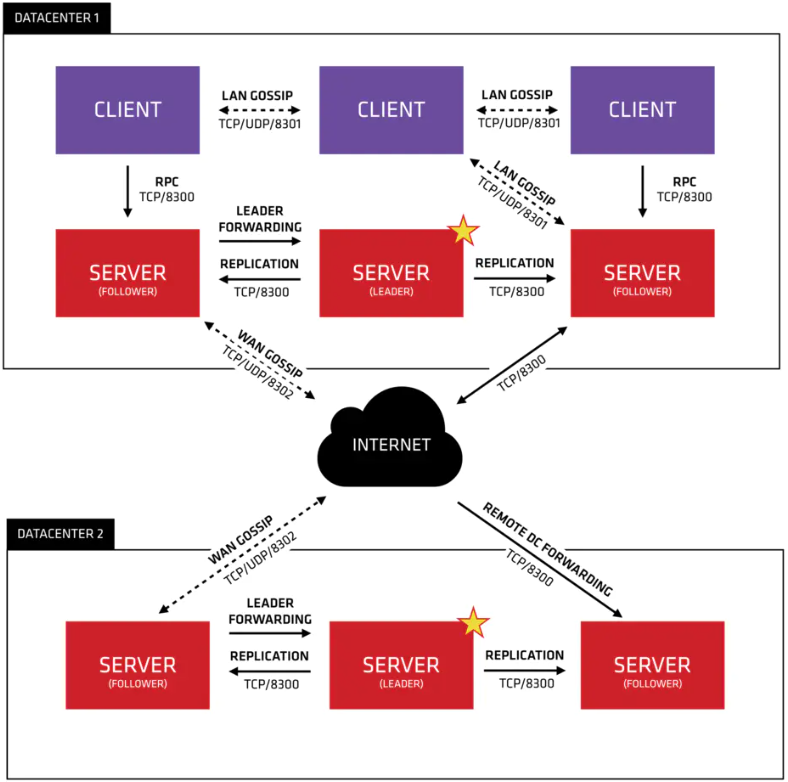 DATACENTER 1
CLIENT
LAN GOSSIP
TCP/UDP/8301
CLIENT
LAN GOSSIP
TCP/UDP/8301
CLIENT
RPC
TCP/8300
LAN GOSSIP
TCP/UDP/8301
RPC
TCP/8300
SERVER
(FOLLOWER)
LEADER
FORWARDING
REPLICATION
TCP/8300
SERVER
(LEADER)
REPLICATION
TCP/8300
SERVER
(FOLLOWER)
WAN GOSSIP
TCP/UDP/8302
TCP/8300
INTERNET
DATACENTER 2
WAN GOSSIP
TCP/UDP/8302
REMOTE DC FORWARDING
TCP/8300
SERVER
(FOLLOWER)
LEADER
FORWARDING
REPLICATION
TCP/8300
SERVER
(LEADER)
REPLICATION
TCP/8300
SERVER
(FOLLOWER)